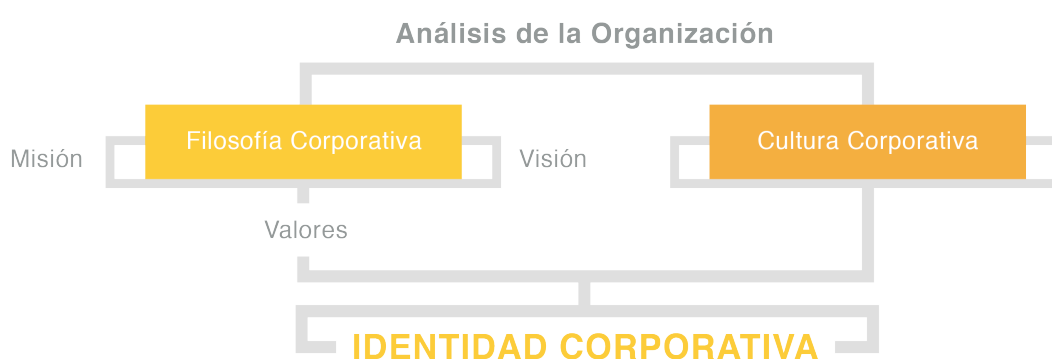 Análisis de la Organización
Filosofía Corporativa
Cultura Corporativa
Misión
Visión
Valores
IDENTIDAD CORPORATIVA